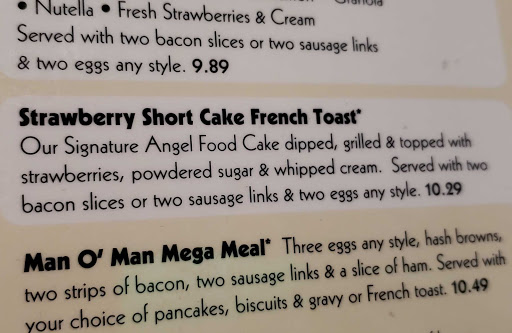 Granola
• Nutella • Fresh Strawberries & Cream
Served with two bacon slices or two sausage links
& two eggs any style. 9.89
Strawberry Short Cake French Toast*
Our Signature Angel Food Cake dipped, grilled & topped with
strawberries, powdered sugar & whipped cream. Served with two
bacon slices or two sausage links & two eggs any style. 10.29
Man O' Man Mega Meal* Three eggs any style, hash browns,
two strips of bacon, two sausage links & a slice of ham. Served with
your choice of pancakes, biscuits & gravy or French toast. 10.49